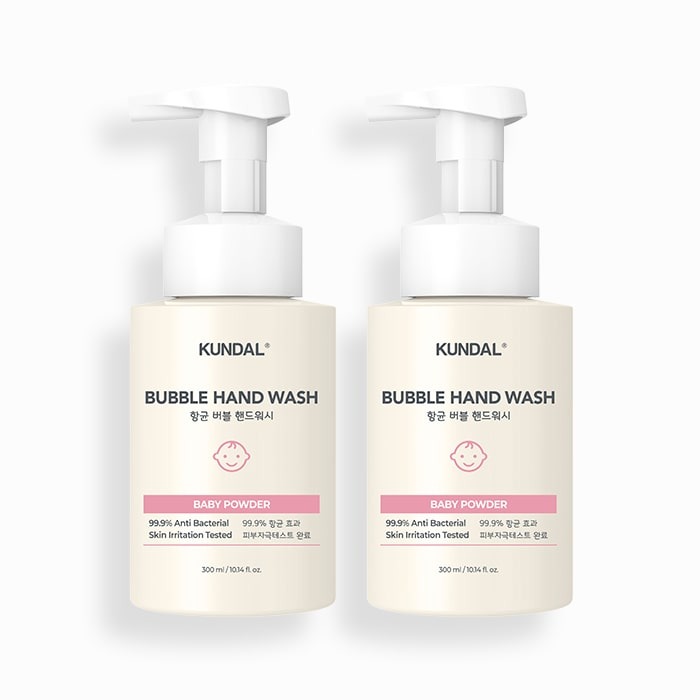 KUNDAL®
BUBBLE HAND WASH
항균 버블 핸드워시
BABY POWDER
99.9% Anti Bacterial 99.9% 항균 효과
Skin Irritation Tested 피부자극테스트 완료
300 ml / 10.14 fl. oz.
KUNDAL®
BUBBLE HAND WASH
항균 버블 핸드워시
BABY POWDER
99.9% Anti Bacterial 99.9% 항균 효과
Skin Irritation Tested 피부자극테스트 완료
300 ml / 10.14 fl. oz.